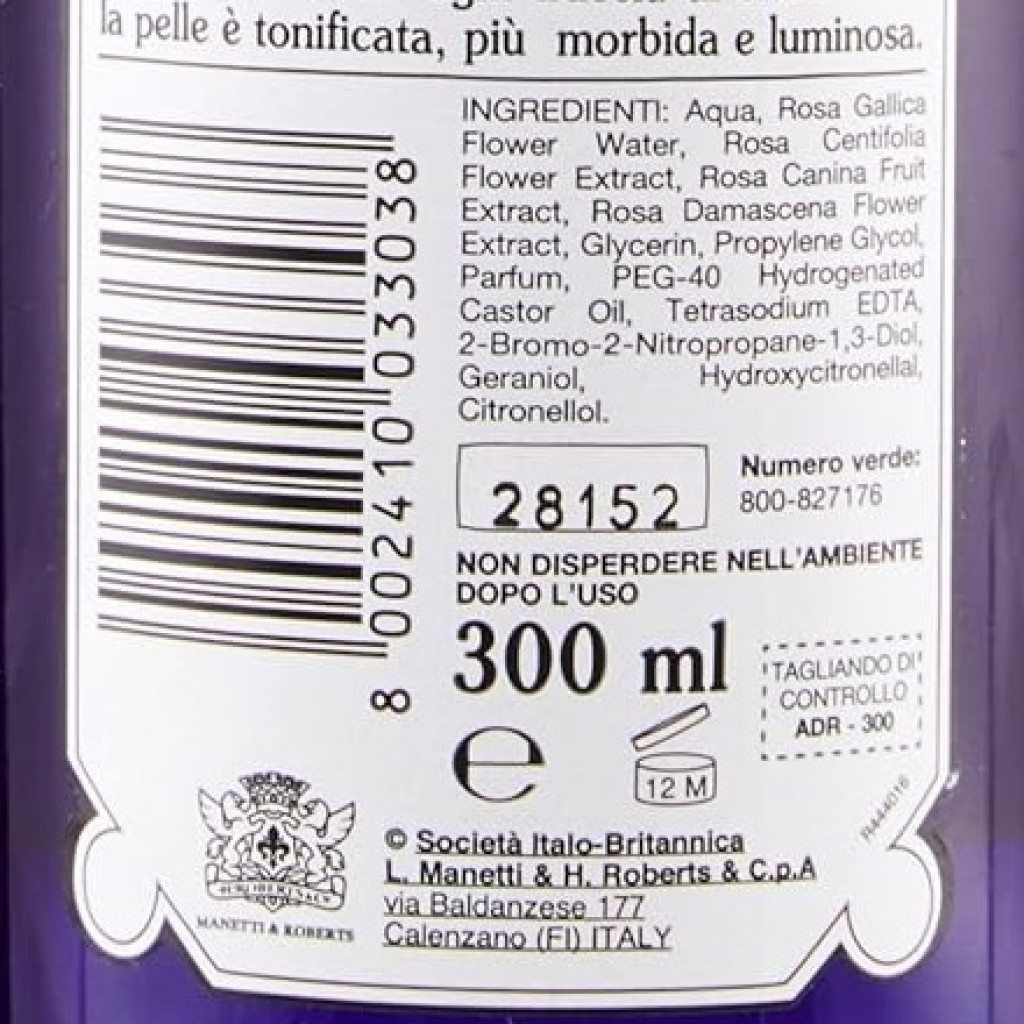 la pelle è tonificata, più morbida e luminosa.
INGREDIENTI: Aqua, Rosa Gallica
Flower Water, Rosa Centifolia
Flower Extract, Rosa Canina Fruit
Extract, Rosa Damascena Flower
Extract, Glycerin, Propylene Glycol,
Parfum, PEG-40 Hydrogenated
Castor Oil, Tetrasodium EDTA,
2-Bromo-2-Nitropropane-1,3-Diol,
Geraniol, Hydroxycitronellal,
Citronellol.
8 002410 033038
28152
Numero verde:
800-827176
NON DISPERDERE NELL'AMBIENTE
DOPO L'USO
300 ml
TAGLIANDO DI
CONTROLLO
ADR - 300
e
12 M
R444016
MANETTI & ROBERTS
© Società Italo-Britannica
L. Manetti & H. Roberts & C.p.A
via Baldanzese 177
Calenzano (FI) ITALY